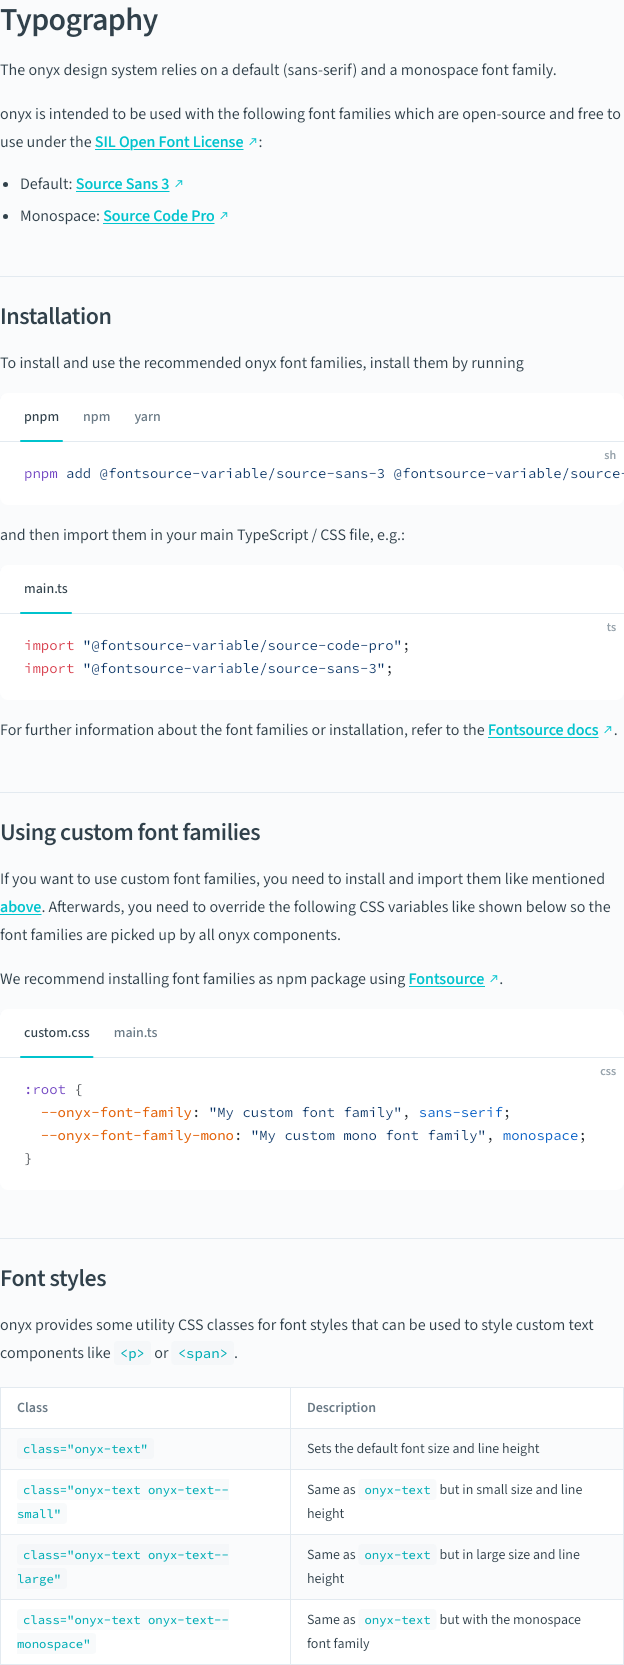 Typography
The onyx design system relies on a default (sans-serif) and a monospace font family.
onyx is intended to be used with the following font families which are open-source and free to
use under the SIL Open Font License ↗:
• Default: Source Sans 3 ↗
• Monospace: Source Code Pro ↗
Installation
To install and use the recommended onyx font families, install them by running
pnpm npm yarn
sh
pnpm add @fontsource-variable/source-sans-3 @fontsource-variable/source-
and then import them in your main TypeScript / CSS file, e.g.:
main.ts
ts
import "@fontsource-variable/source-code-pro";
import "@fontsource-variable/source-sans-3";
For further information about the font families or installation, refer to the Fontsource docs ↗.
Using custom font families
If you want to use custom font families, you need to install and import them like mentioned
above. Afterwards, you need to override the following CSS variables like shown below so the
font families are picked up by all onyx components.
We recommend installing font families as npm package using Fontsource ↗.
custom.css main.ts
css
:root {
  --onyx-font-family: "My custom font family", sans-serif;
  --onyx-font-family-mono: "My custom mono font family", monospace;
}
Font styles
onyx provides some utility CSS classes for font styles that can be used to style custom text
components like <p> or <span>.
Class Description
class="onyx-text" Sets the default font size and line height
class="onyx-text onyx-text-- Same as onyx-text but in small size and line
small" height
class="onyx-text onyx-text-- Same as onyx-text but in large size and line
large" height
class="onyx-text onyx-text-- Same as onyx-text but with the monospace
monospace" font family